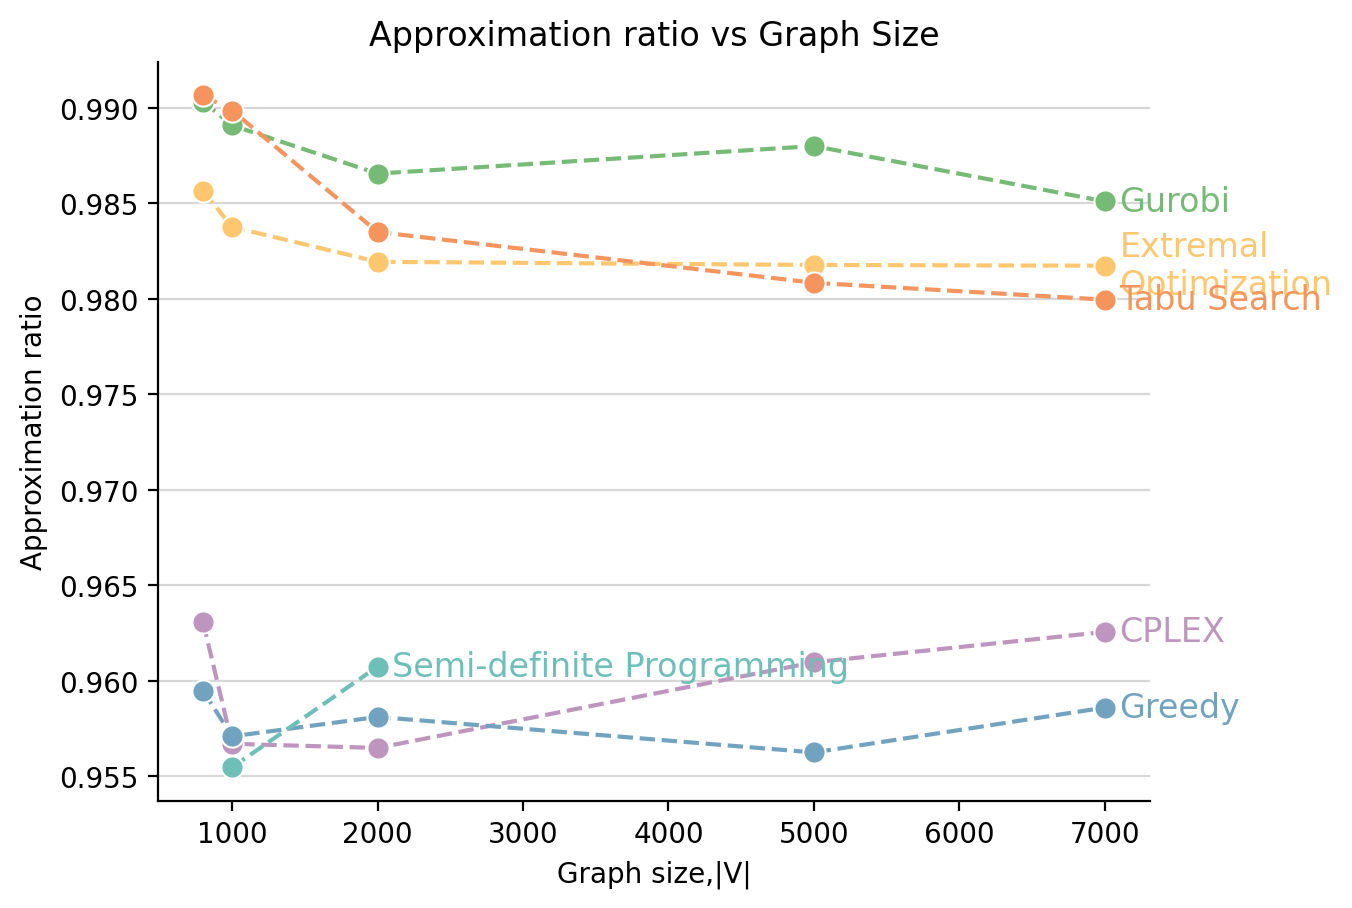 Approximation ratio vs Graph Size
0.990
0.985
0.980
0.975
0.970
0.965
0.960
0.955
Approximation ratio
Gurobi
Extremal
Optimization
Tabu Search
CPLEX
Semi-definite Programming
Greedy
1000 2000 3000 4000 5000 6000 7000
Graph size,|V|